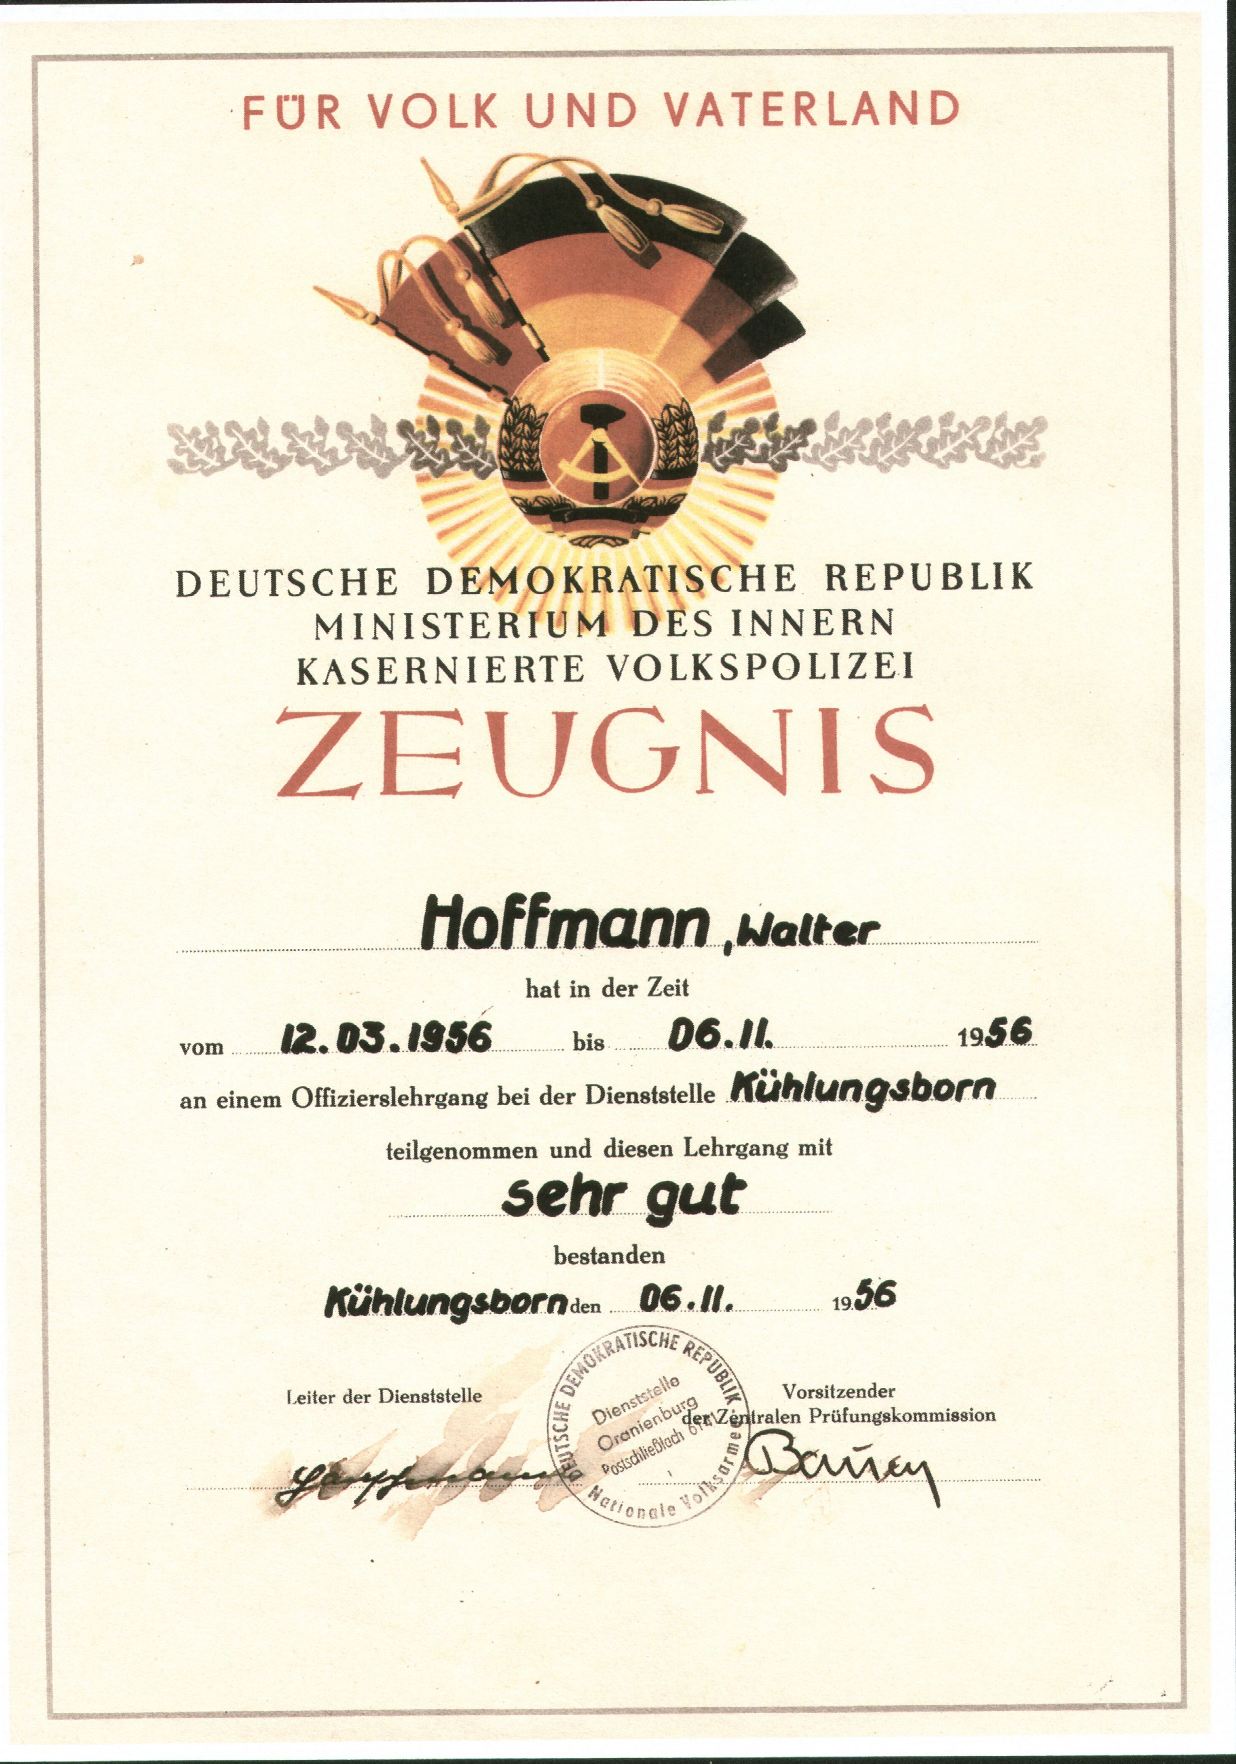 FÜR VOLK UND VATERLAND
DEUTSCHE DEMOKRATISCHE REPUBLIK
MINISTERIUM DES INNERN
KASERNIERTE VOLKSPOLIZEI
ZEUGNIS
Hoffmann, Walter
hat in der Zeit
vom 12.03.1956 bis 06.11. 1956
an einem Offizierslehrgang bei der Dienststelle Kühlungsborn
teilgenommen und diesen Lehrgang mit
sehr gut
bestanden
Kühlungsborn den 06.11. 1956
Leiter der Dienststelle
Vorsitzender
der Zentralen Prüfungskommission
DEUTSCHE DEMOKRATISCHE REPUBLIK
Dienststelle
Oranienburg
Postschließfach
Nationale Volksarmee